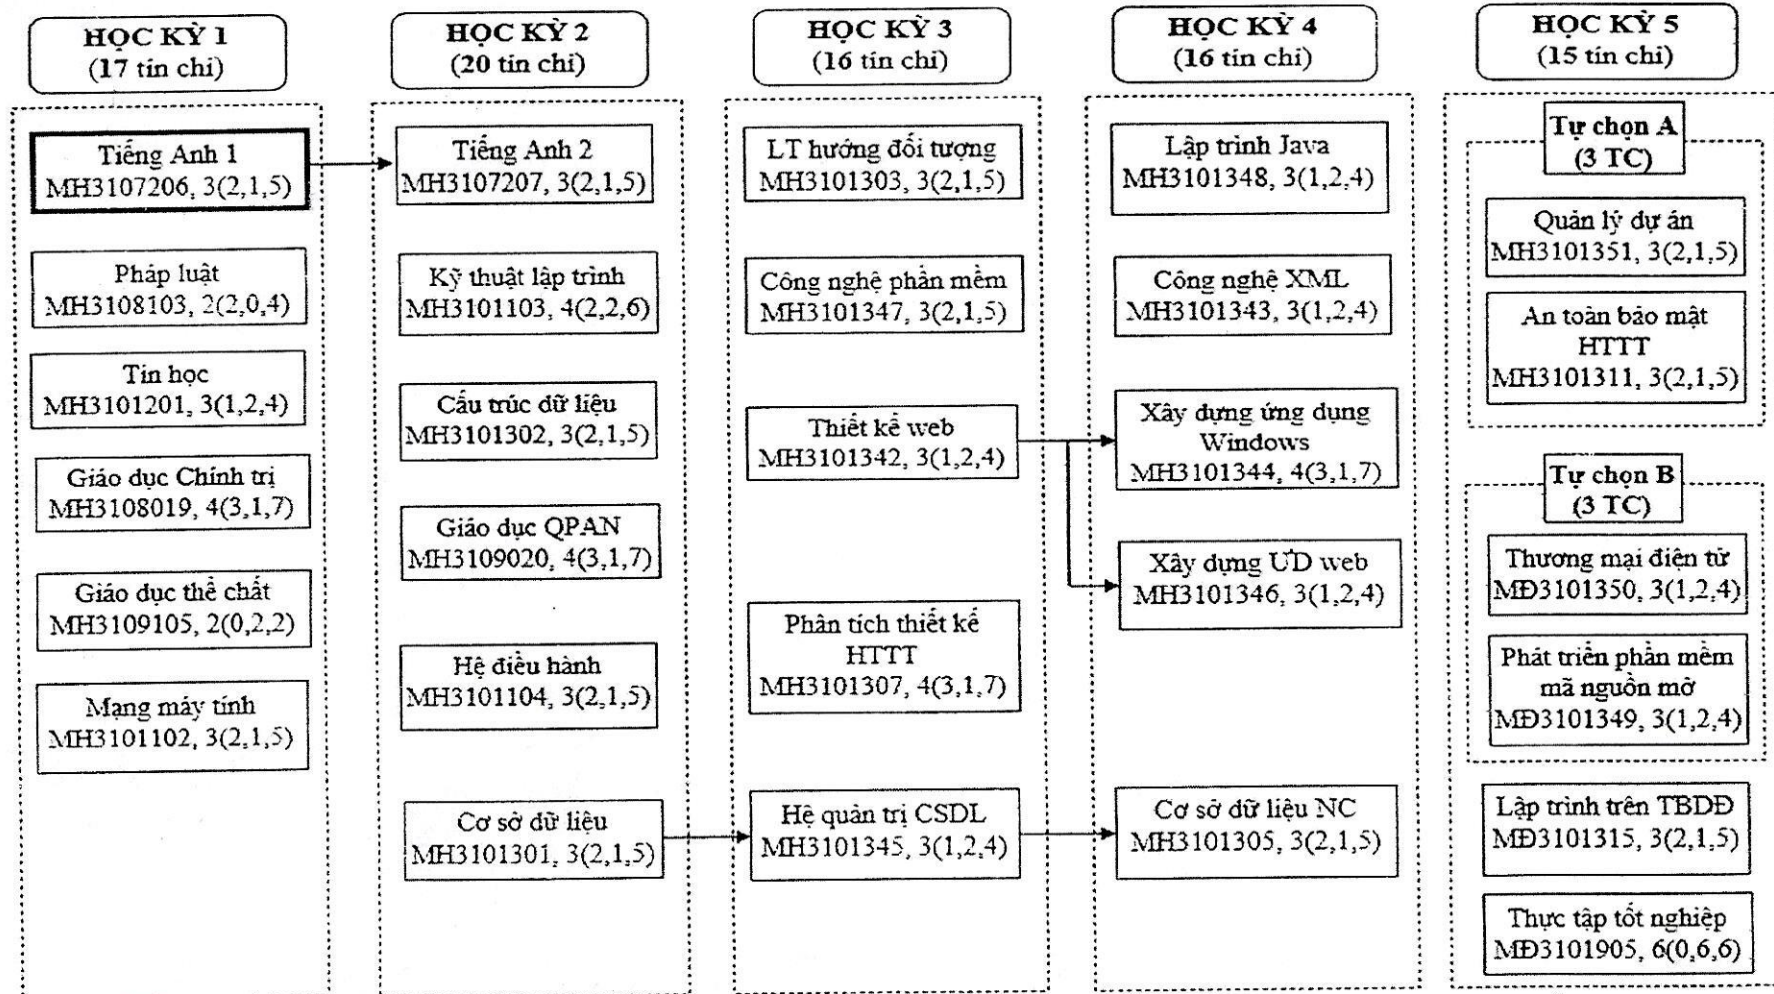 HỌC KỲ 1
(17 tín chỉ)
Tiếng Anh 1
MH3107206, 3(2,1,5)
Pháp luật
MH3108103, 2(2,0,4)
Tin học
MH3101201, 3(1,2,4)
Giáo dục Chính trị
MH3108019, 4(3,1,7)
Giáo dục thể chất
MH3109105, 2(0,2,2)
Mạng máy tính
MH3101102, 3(2,1,5)
HỌC KỲ 2
(20 tín chỉ)
Tiếng Anh 2
MH3107207, 3(2,1,5)
Kỹ thuật lập trình
MH3101103, 4(2,2,6)
Cấu trúc dữ liệu
MH3101302, 3(2,1,5)
Giáo dục QPAN
MH3109020, 4(3,1,7)
Hệ điều hành
MH3101104, 3(2,1,5)
Cơ sở dữ liệu
MH3101301, 3(2,1,5)
HỌC KỲ 3
(16 tín chỉ)
LT hướng đối tượng
MH3101303, 3(2,1,5)
Công nghệ phần mềm
MH3101347, 3(2,1,5)
Thiết kế web
MH3101342, 3(1,2,4)
Phân tích thiết kế
HTTT
MH3101307, 4(3,1,7)
Hệ quản trị CSDL
MH3101345, 3(1,2,4)
HỌC KỲ 4
(16 tín chỉ)
Lập trình Java
MH3101348, 3(1,2,4)
Công nghệ XML
MH3101343, 3(1,2,4)
Xây dựng ứng dụng
Windows
MH3101344, 4(3,1,7)
Xây dựng ƯD web
MH3101346, 3(1,2,4)
Cơ sở dữ liệu NC
MH3101305, 3(2,1,5)
HỌC KỲ 5
(15 tín chỉ)
Tự chọn A
(3 TC)
Quản lý dự án
MH3101351, 3(2,1,5)
An toàn bảo mật
HTTT
MH3101311, 3(2,1,5)
Tự chọn B
(3 TC)
Thương mại điện tử
MĐ3101350, 3(1,2,4)
Phát triển phần mềm
mã nguồn mở
MĐ3101349, 3(1,2,4)
Lập trình trên TBDĐ
MĐ3101315, 3(2,1,5)
Thực tập tốt nghiệp
MĐ3101905, 6(0,6,6)